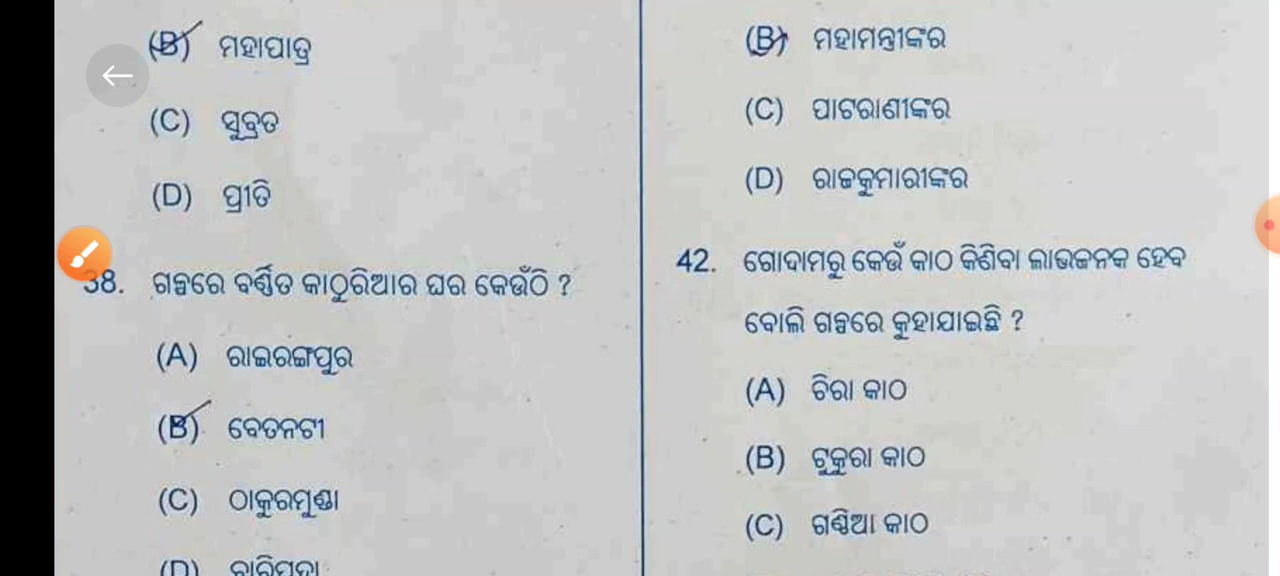 (B) ମହାପାତ୍ର
(C) ସୁବ୍ରତ
(D) ପ୍ରୀତି
38. ଗଳ୍ପରେ ବର୍ଣ୍ଣିତ କାଠୁରିଆର ଘର କେଉଁଠି ?
(A) ରାଇରଙ୍ଗପୁର
(B) ବେତନଟୀ
(C) ଠାକୁରମୁଣ୍ଡା
(D) ବାରିପଦା
(B) ମହାମନ୍ତ୍ରୀଙ୍କର
(C) ପାଟରାଣୀଙ୍କର
(D) ରାଜକୁମାରୀଙ୍କର
42. ଗୋଦାମରୁ କେଉଁ କାଠ କିଣିବା ଲାଭଜନକ ହେବ
ବୋଲି ଗଳ୍ପରେ କୁହାଯାଇଛି ?
(A) ଚିରା କାଠ
(B) ଟୁକୁରା କାଠ
(C) ଗଣ୍ଡିଆ କାଠ